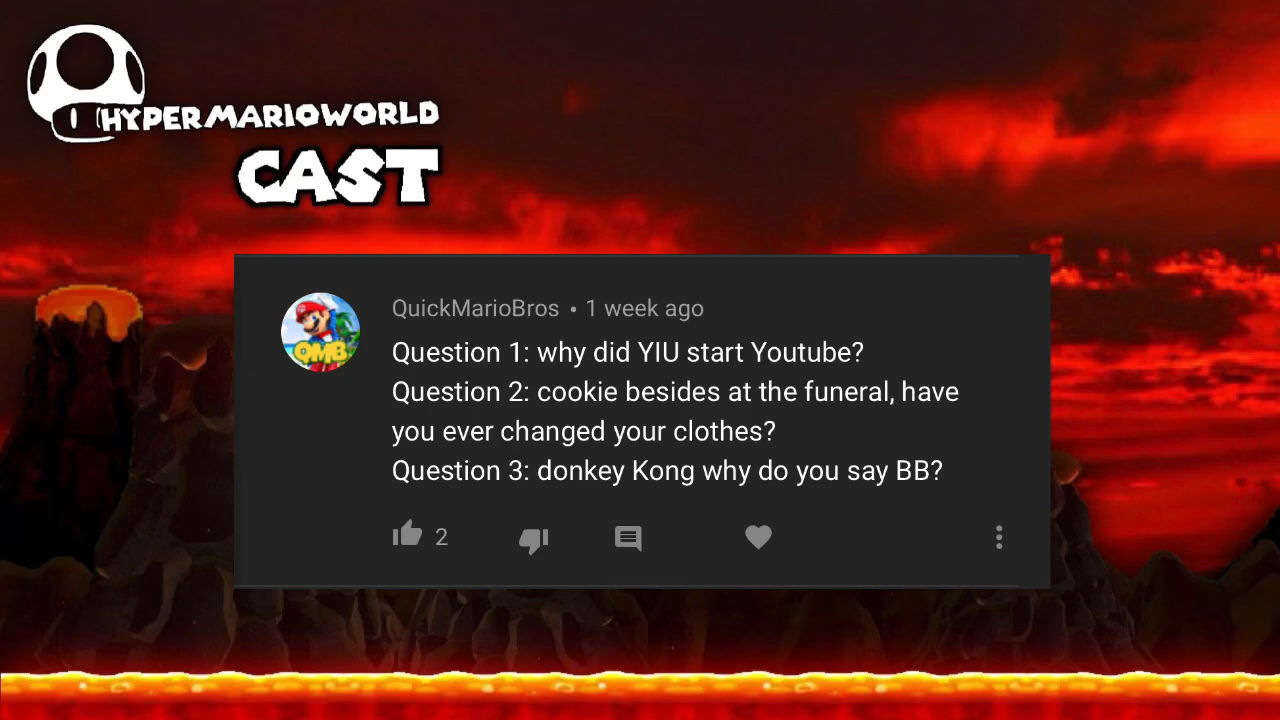 HYPERMARIOWORLD
CAST
QuickMarioBros • 1 week ago
QMB
Question 1: why did YIU start Youtube?
Question 2: cookie besides at the funeral, have
you ever changed your clothes?
Question 3: donkey Kong why do you say BB?
2